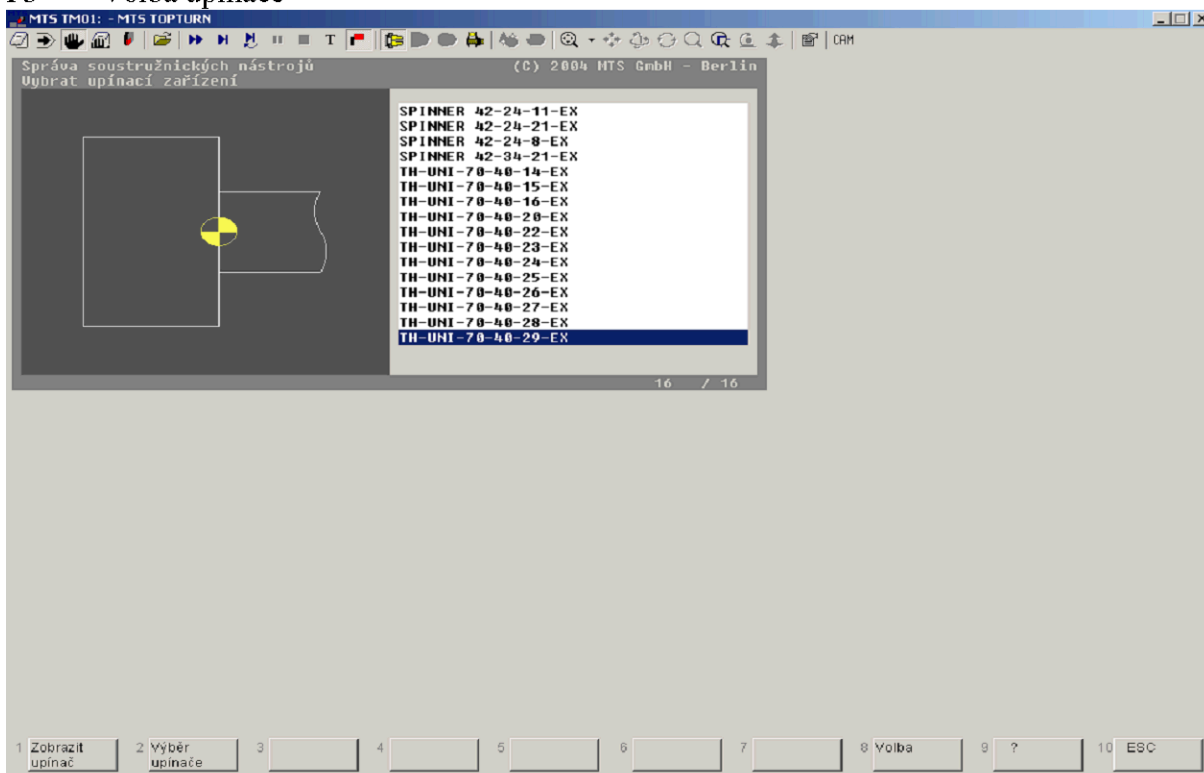 MTS TM01: - MTS TOPTURN
T CAM
Správa soustružnických nástrojů (C) 2004 MTS GmbH - Berlin
Vybrat upínací zařízení
SPINNER 42-24-11-EX
SPINNER 42-24-21-EX
SPINNER 42-24-8-EX
SPINNER 42-34-21-EX
TH-UNI-70-40-14-EX
TH-UNI-70-40-15-EX
TH-UNI-70-40-16-EX
TH-UNI-70-40-20-EX
TH-UNI-70-40-22-EX
TH-UNI-70-40-23-EX
TH-UNI-70-40-24-EX
TH-UNI-70-40-25-EX
TH-UNI-70-40-26-EX
TH-UNI-70-40-27-EX
TH-UNI-70-40-28-EX
TH-UNI-70-40-29-EX
16 / 16
1 Zobrazit upínač
2 Výběr upínače
3
4
5
6
7
8 Volba
9 ?
10 ESC